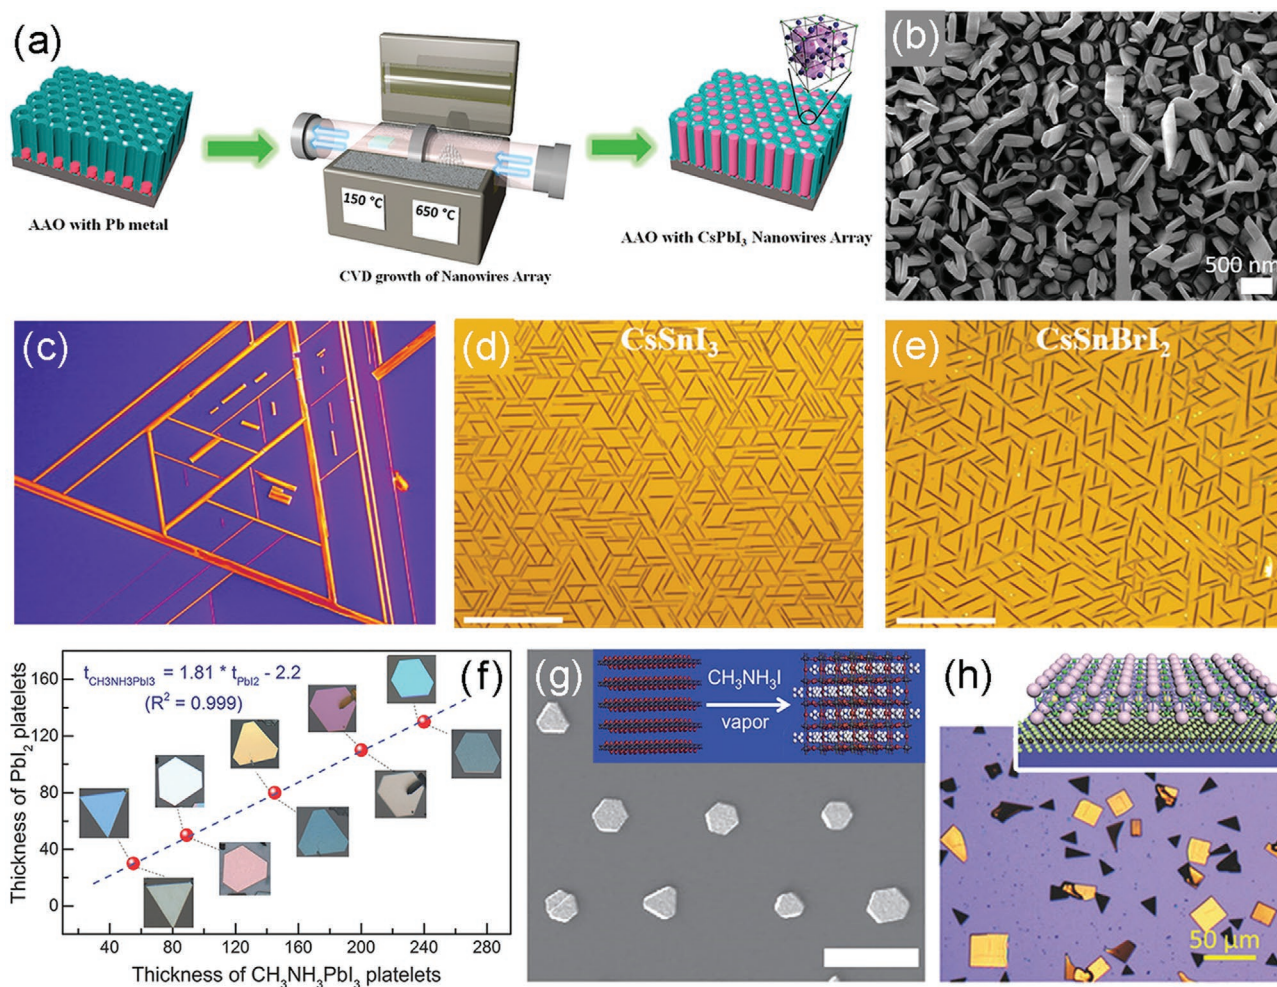 (a)
150 °C
650 °C
AAO with Pb metal
CVD growth of Nanowires Array
AAO with CsPbI₃ Nanowires Array
(b)
500 nm
(c)
(d)
CsSnI₃
(e)
CsSnBrI₂
(f)
t_CH3NH3PbI3 = 1.81 * t_PbI2 - 2.2
(R² = 0.999)
Thickness of PbI₂ platelets
160
120
80
40
0
40
80
120
160
200
240
280
Thickness of CH₃NH₃PbI₃ platelets
(g)
CH₃NH₃I
vapor
(h)
50 µm